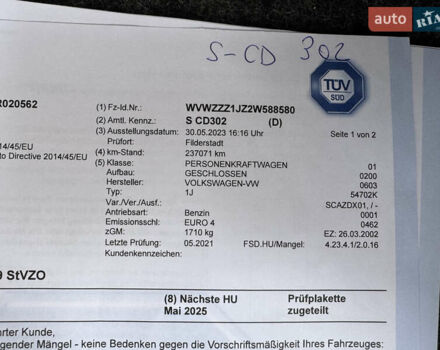 auto RIA
S-CD 302
TÜV
SÜD
R020562
(1) Fz-Id.Nr.: WVWZZZ1JZ2W588580
(2) Amtl. Kennz.: S CD302 (D)
(3) Ausstellungsdatum: 30.05.2023 16:16 Uhr Seite 1 von 2
Prüfort: Filderstadt
014/45/EU (4) km-Stand: 237071 km
to Directive 2014/45/EU (5) Klasse: PERSONENKRAFTWAGEN 01
Aufbau: GESCHLOSSEN 0200
Hersteller: VOLKSWAGEN-VW 0603
Typ: 1J 54702K
Var./Ver./Ausf.: SCAZDX01, / -
Antriebsart: Benzin 0001
Emissionsschl.: EURO 4 0462
zGM: 1710 kg EZ: 26.03.2002
Letzte Prüfung: 05.2021 FSD.HU/Mangel: 4.23.4.1/2.0.16
Kundenkennzeichen:
9 StVZO
(8) Nächste HU Prüfplakette
Mai 2025 zugeteilt
hrter Kunde,
gender Mängel - keine Bedenken gegen die Vorschriftsmäßigkeit Ihres Fahrzeuges: